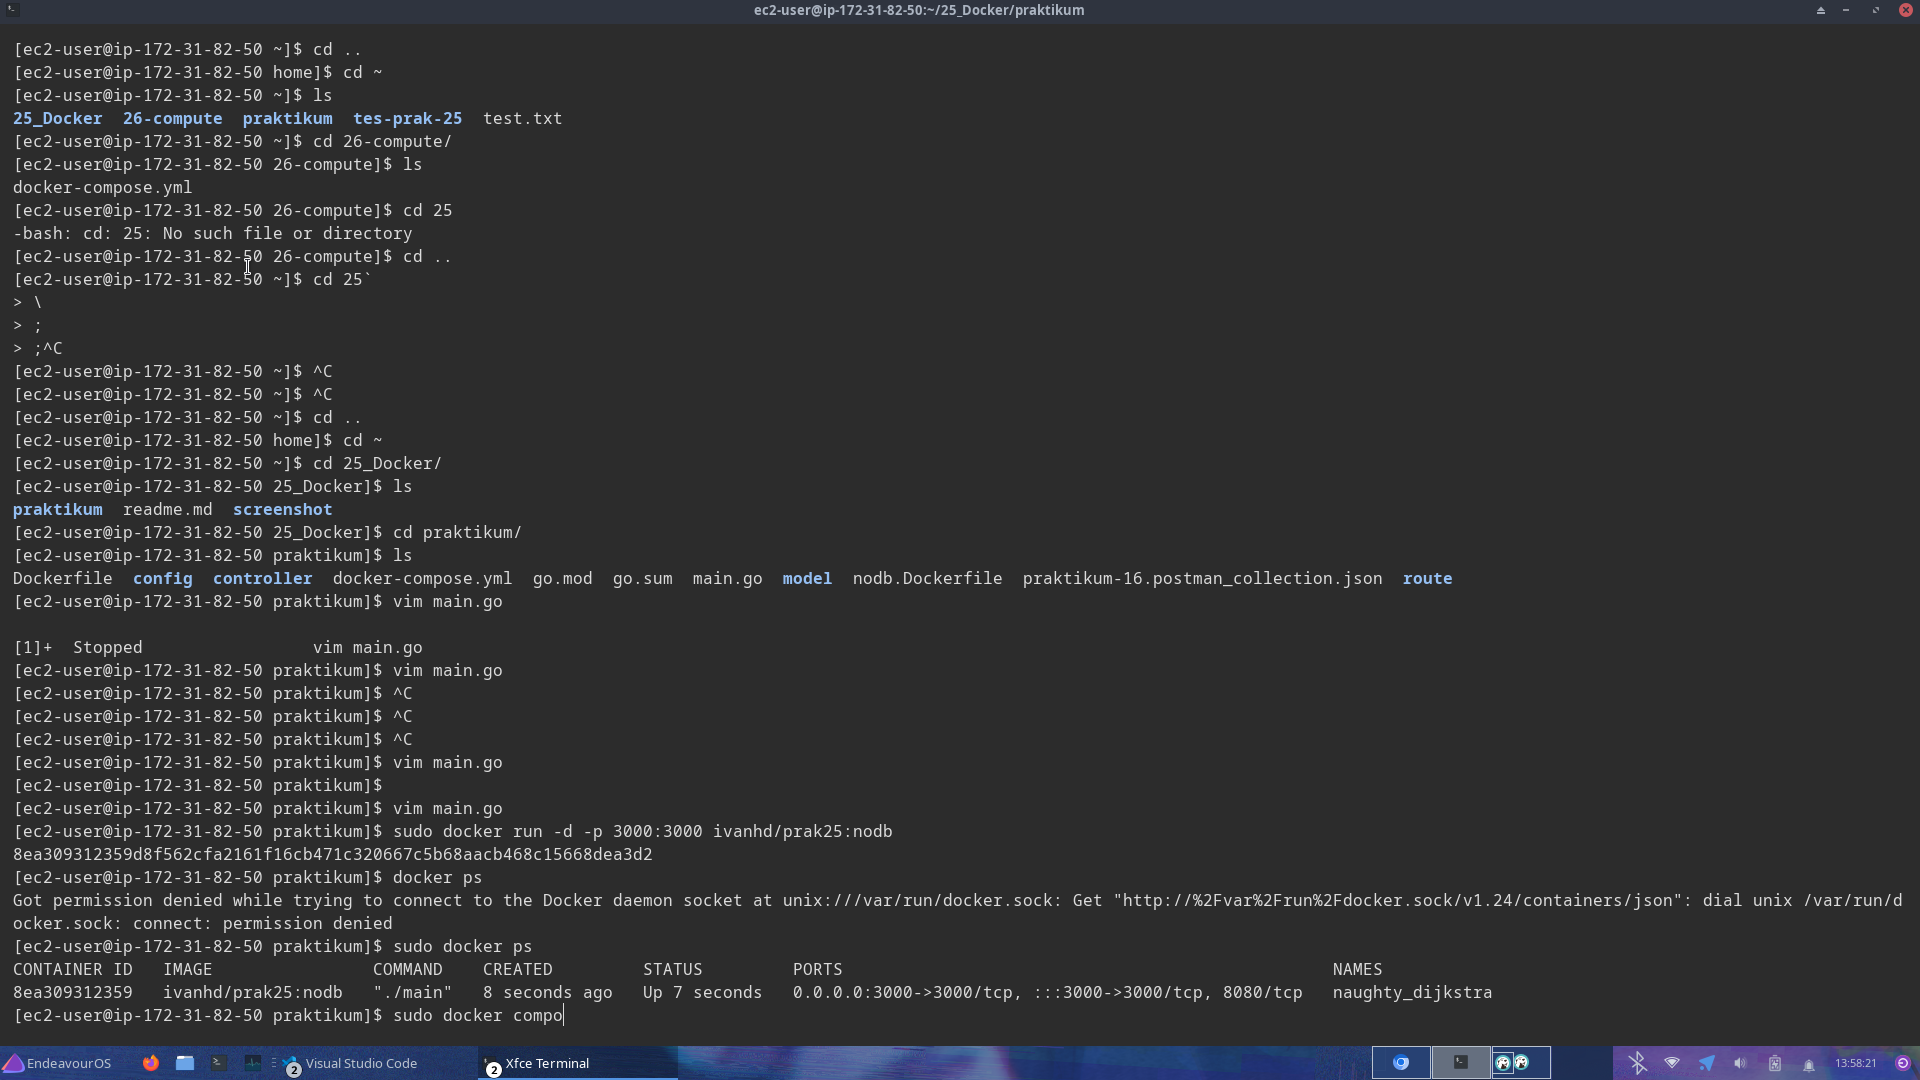 ec2-user@ip-172-31-82-50:~/25_Docker/praktikum
[ec2-user@ip-172-31-82-50 ~]$ cd ..
[ec2-user@ip-172-31-82-50 home]$ cd ~
[ec2-user@ip-172-31-82-50 ~]$ ls
25_Docker  26-compute  praktikum  tes-prak-25  test.txt
[ec2-user@ip-172-31-82-50 ~]$ cd 26-compute/
[ec2-user@ip-172-31-82-50 26-compute]$ ls
docker-compose.yml
[ec2-user@ip-172-31-82-50 26-compute]$ cd 25
-bash: cd: 25: No such file or directory
[ec2-user@ip-172-31-82-50 26-compute]$ cd ..
[ec2-user@ip-172-31-82-50 ~]$ cd 25`
> \
> ;
> ;^C
[ec2-user@ip-172-31-82-50 ~]$ ^C
[ec2-user@ip-172-31-82-50 ~]$ ^C
[ec2-user@ip-172-31-82-50 ~]$ cd ..
[ec2-user@ip-172-31-82-50 home]$ cd ~
[ec2-user@ip-172-31-82-50 ~]$ cd 25_Docker/
[ec2-user@ip-172-31-82-50 25_Docker]$ ls
praktikum  readme.md  screenshot
[ec2-user@ip-172-31-82-50 25_Docker]$ cd praktikum/
[ec2-user@ip-172-31-82-50 praktikum]$ ls
Dockerfile  config  controller  docker-compose.yml  go.mod  go.sum  main.go  model  nodb.Dockerfile  praktikum-16.postman_collection.json  route
[ec2-user@ip-172-31-82-50 praktikum]$ vim main.go
[1]+  Stopped                 vim main.go
[ec2-user@ip-172-31-82-50 praktikum]$ vim main.go
[ec2-user@ip-172-31-82-50 praktikum]$ ^C
[ec2-user@ip-172-31-82-50 praktikum]$ ^C
[ec2-user@ip-172-31-82-50 praktikum]$ ^C
[ec2-user@ip-172-31-82-50 praktikum]$ vim main.go
[ec2-user@ip-172-31-82-50 praktikum]$
[ec2-user@ip-172-31-82-50 praktikum]$ vim main.go
[ec2-user@ip-172-31-82-50 praktikum]$ sudo docker run -d -p 3000:3000 ivanhd/prak25:nodb
8ea309312359d8f562cfa2161f16cb471c320667c5b68aacb468c15668dea3d2
[ec2-user@ip-172-31-82-50 praktikum]$ docker ps
Got permission denied while trying to connect to the Docker daemon socket at unix:///var/run/docker.sock: Get "http://%2Fvar%2Frun%2Fdocker.sock/v1.24/containers/json": dial unix /var/run/d
ocker.sock: connect: permission denied
[ec2-user@ip-172-31-82-50 praktikum]$ sudo docker ps
CONTAINER ID   IMAGE                COMMAND    CREATED         STATUS         PORTS                                                 NAMES
8ea309312359   ivanhd/prak25:nodb   "./main"   8 seconds ago   Up 7 seconds   0.0.0.0:3000->3000/tcp, :::3000->3000/tcp, 8080/tcp   naughty_dijkstra
[ec2-user@ip-172-31-82-50 praktikum]$ sudo docker compo
EndeavourOS 2 Visual Studio Code 2 Xfce Terminal 13:58:21